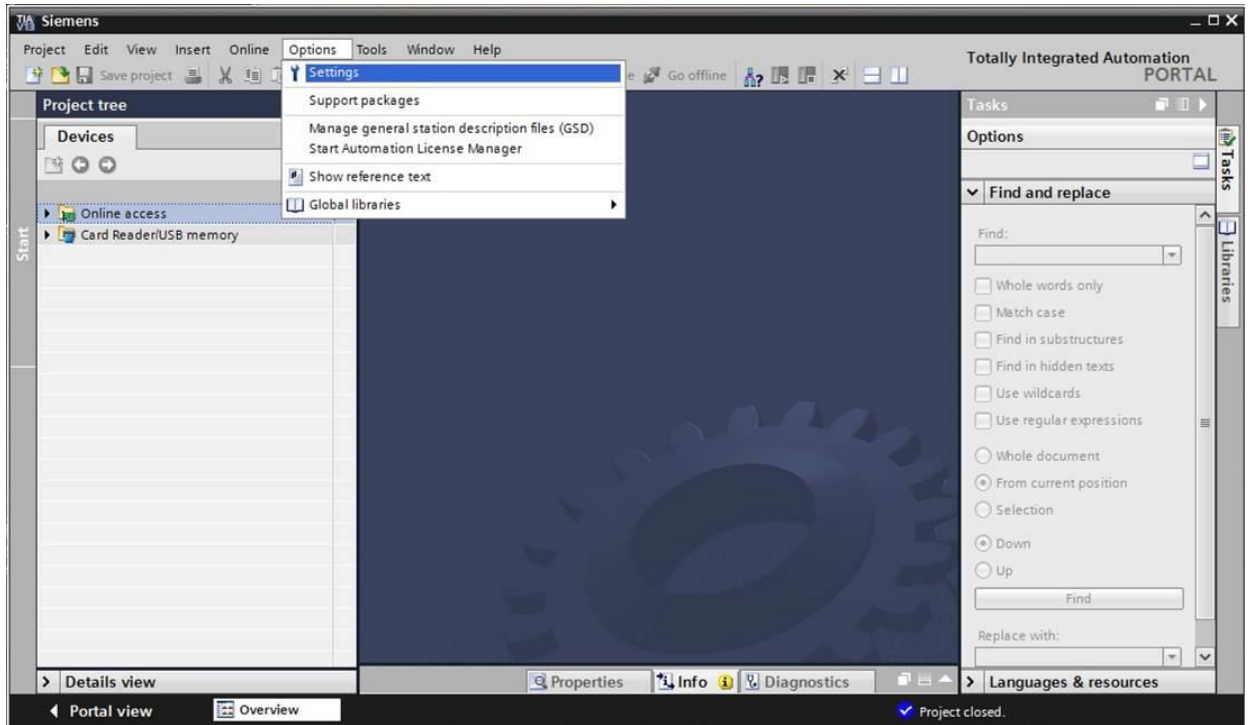 TIA
V13
Siemens
Project Edit View Insert Online Options Tools Window Help
Totally Integrated Automation
PORTAL
Save project
Go offline
Settings
Support packages
Manage general station description files (GSD)
Start Automation License Manager
Show reference text
Global libraries
Project tree
Devices
Online access
Card Reader/USB memory
Start
Tasks
Options
Find and replace
Find:
Whole words only
Match case
Find in substructures
Find in hidden texts
Use wildcards
Use regular expressions
Whole document
From current position
Selection
Down
Up
Find
Replace with:
Languages & resources
Tasks
Libraries
Details view
Properties
Info
Diagnostics
Portal view
Overview
Project closed.